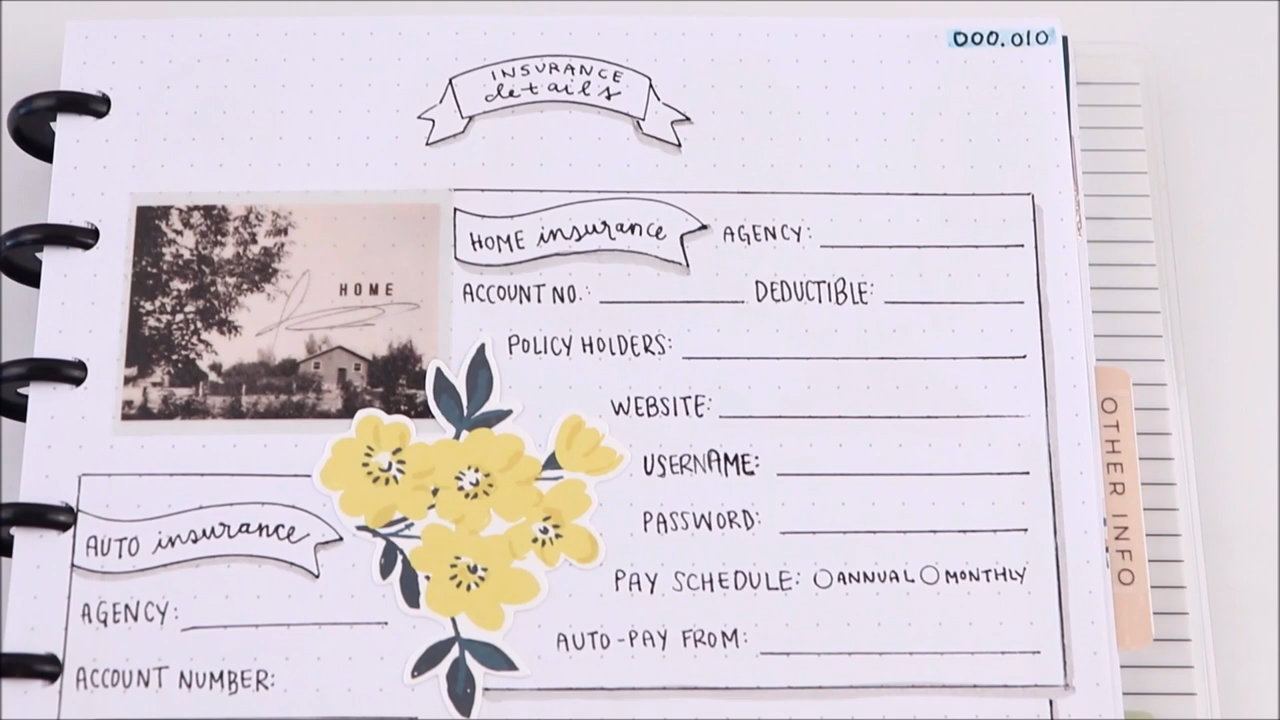 000.010
INSURANCE
details
HOME
HOME insurance
AGENCY:
ACCOUNT NO.:
DEDUCTIBLE:
POLICY HOLDERS:
WEBSITE:
USERNAME:
PASSWORD:
PAY SCHEDULE: ANNUAL MONTHLY
AUTO-PAY FROM:
AUTO insurance
AGENCY:
ACCOUNT NUMBER:
OTHER INFO